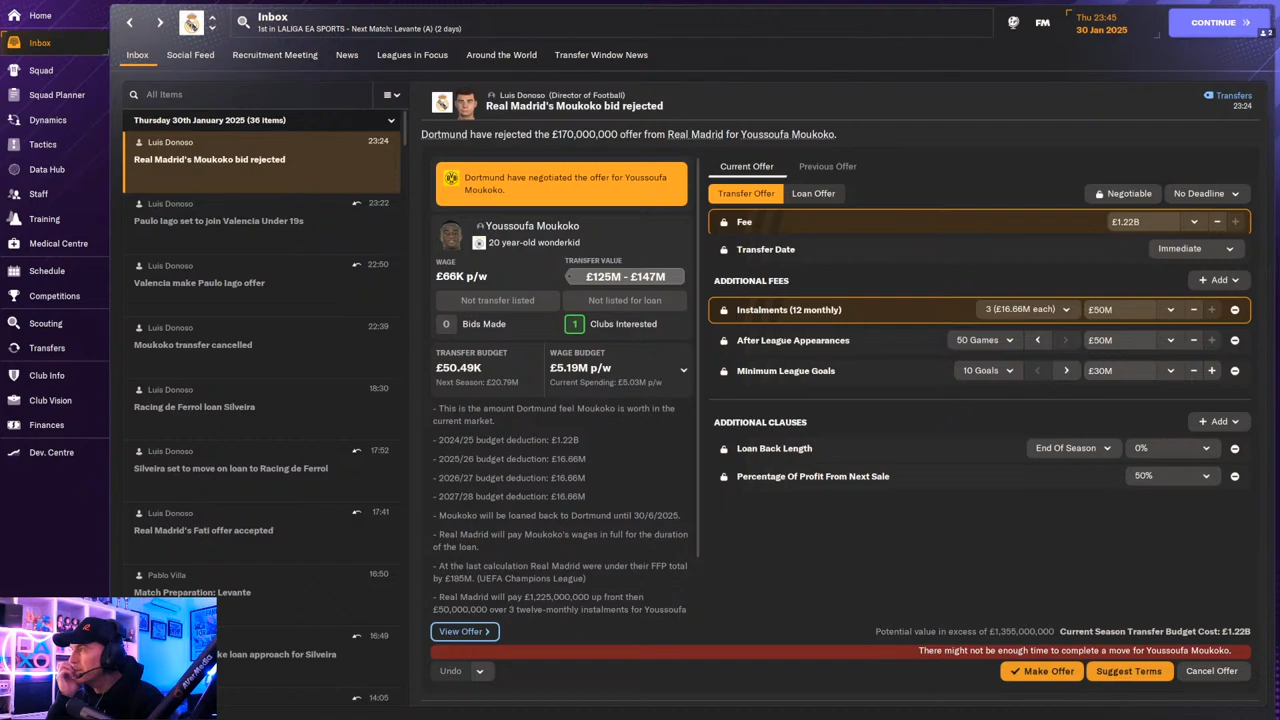 Home
Inbox
Squad
Squad Planner
Dynamics
Tactics
Data Hub
Staff
Training
Medical Centre
Schedule
Competitions
Scouting
Transfers
Club Info
Club Vision
Finances
Dev. Centre
Inbox
1st in LALIGA EA SPORTS - Next Match: Levante (A) (2 days)
FM
Thu 23:45
30 Jan 2025
CONTINUE
2
Inbox
Social Feed
Recruitment Meeting
News
Leagues in Focus
Around the World
Transfer Window News
All Items
Thursday 30th January 2025 (36 items)
Luis Donoso
23:24
Real Madrid's Moukoko bid rejected
Luis Donoso
23:22
Paulo Iago set to join Valencia Under 19s
Luis Donoso
22:50
Valencia make Paulo Iago offer
Luis Donoso
22:39
Moukoko transfer cancelled
Luis Donoso
18:30
Racing de Ferrol loan Silveira
Luis Donoso
17:52
Silveira set to move on loan to Racing de Ferrol
Luis Donoso
17:41
Real Madrid's Fati offer accepted
Pablo Villa
16:50
Match Preparation: Levante
16:49
loan approach for Silveira
14:05
Luis Donoso (Director of Football)
Real Madrid's Moukoko bid rejected
Transfers
23:24
Dortmund have rejected the £170,000,000 offer from Real Madrid for Youssoufa Moukoko.
Dortmund have negotiated the offer for Youssoufa
Moukoko.
Youssoufa Moukoko
20 year-old wonderkid
WAGE
£66K p/w
TRANSFER VALUE
£125M - £147M
Not transfer listed
Not listed for loan
0 Bids Made
1 Clubs Interested
TRANSFER BUDGET
£50.49K
Next Season: £20.79M
WAGE BUDGET
£5.19M p/w
Current Spending: £5.03M p/w
- This is the amount Dortmund feel Moukoko is worth in the
current market.
- 2024/25 budget deduction: £1.22B
- 2025/26 budget deduction: £16.66M
- 2026/27 budget deduction: £16.66M
- 2027/28 budget deduction: £16.66M
- Moukoko will be loaned back to Dortmund until 30/6/2025.
- Real Madrid will pay Moukoko's wages in full for the duration
of the loan.
- At the last calculation Real Madrid were under their FFP total
by £185M. (UEFA Champions League)
- Real Madrid will pay £1,225,000,000 up front then
£50,000,000 over 3 twelve-monthly instalments for Youssoufa
View Offer
Undo
Current Offer
Previous Offer
Transfer Offer
Loan Offer
Negotiable
No Deadline
Fee
£1.22B
Transfer Date
Immediate
ADDITIONAL FEES
Add
Instalments (12 monthly)
3 (£16.66M each)
£50M
After League Appearances
50 Games
£50M
Minimum League Goals
10 Goals
£30M
ADDITIONAL CLAUSES
Add
Loan Back Length
End Of Season
0%
Percentage Of Profit From Next Sale
50%
Potential value in excess of £1,355,000,000 Current Season Transfer Budget Cost: £1.22B
There might not be enough time to complete a move for Youssoufa Moukoko.
Make Offer
Suggest Terms
Cancel Offer